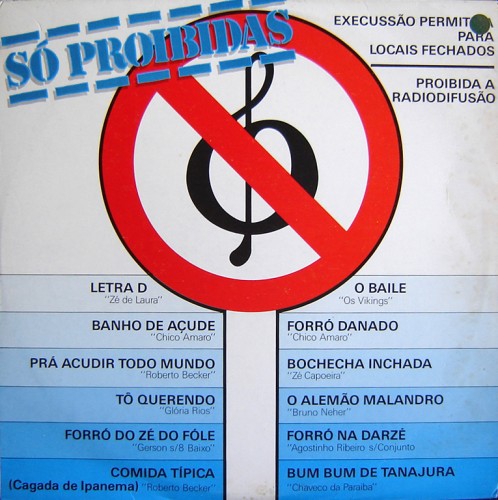 SÓ PROIBIDAS
EXECUSSÃO PERMITIDA
PARA
LOCAIS FECHADOS
PROIBIDA A
RADIODIFUSÃO
LETRA D
"Zé de Laura"
BANHO DE AÇUDE
"Chico Amaro"
PRÁ ACUDIR TODO MUNDO
"Roberto Becker"
TÔ QUERENDO
"Glória Rios"
FORRÓ DO ZÉ DO FÓLE
"Gerson s/8 Baixo"
COMIDA TÍPICA
(Cagada de Ipanema) "Roberto Becker"
O BAILE
"Os Vikings"
FORRÓ DANADO
"Chico Amaro"
BOCHECHA INCHADA
"Zé Capoeira"
O ALEMÃO MALANDRO
"Bruno Neher"
FORRÓ NA DARZÊ
"Agostinho Ribeiro s/Conjunto
BUM BUM DE TANAJURA
"Chaveco da Paraíba"